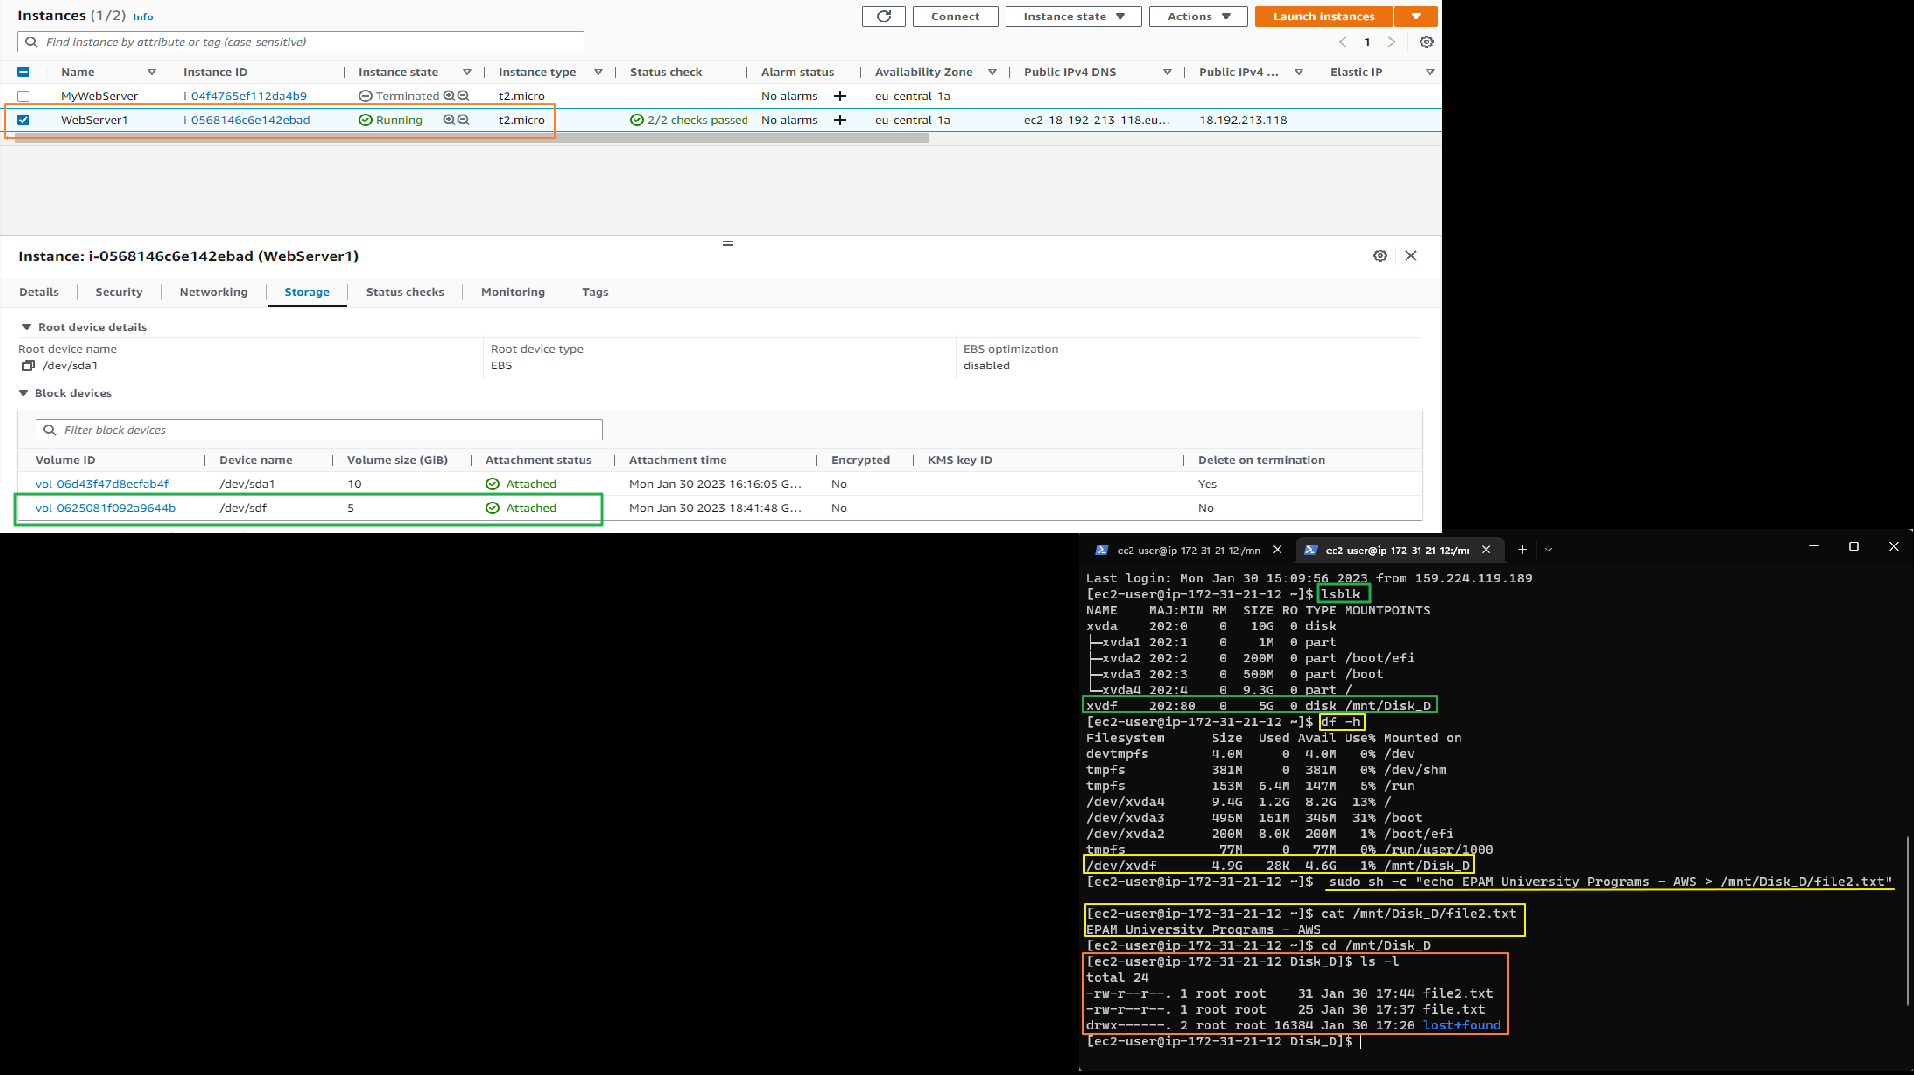 Instances (1/2) Info
Connect
Instance state
Actions
Launch instances
Find instance by attribute or tag (case-sensitive)
1
Name Instance ID Instance state Instance type Status check Alarm status Availability Zone Public IPv4 DNS Public IPv4 ... Elastic IP
MyWebServer i-04f4765ef112da4b9 Terminated t2.micro No alarms + eu-central-1a
WebServer1 i-0568146c6e142ebad Running t2.micro 2/2 checks passed No alarms + eu-central-1a ec2-18-192-213-118.eu... 18.192.213.118
Instance: i-0568146c6e142ebad (WebServer1)
Details Security Networking Storage Status checks Monitoring Tags
Root device details
Root device name Root device type EBS optimization
/dev/sda1 EBS disabled
Block devices
Filter block devices
Volume ID Device name Volume size (GiB) Attachment status Attachment time Encrypted KMS key ID Delete on termination
vol-06d43f47d8ecfab4f /dev/sda1 10 Attached Mon Jan 30 2023 16:16:05 G... No Yes
vol-0625081f092a9644b /dev/sdf 5 Attached Mon Jan 30 2023 18:41:48 G... No No
ec2-user@ip-172-31-21-12:/mn ec2-user@ip-172-31-21-12:/mn
Last login: Mon Jan 30 15:09:56 2023 from 159.224.119.189
[ec2-user@ip-172-31-21-12 ~]$ lsblk
NAME MAJ:MIN RM SIZE RO TYPE MOUNTPOINTS
xvda 202:0 0 10G 0 disk
├─xvda1 202:1 0 1M 0 part
├─xvda2 202:2 0 200M 0 part /boot/efi
├─xvda3 202:3 0 500M 0 part /boot
└─xvda4 202:4 0 9.3G 0 part /
xvdf 202:80 0 5G 0 disk /mnt/Disk_D
[ec2-user@ip-172-31-21-12 ~]$ df -h
Filesystem Size Used Avail Use% Mounted on
devtmpfs 4.0M 0 4.0M 0% /dev
tmpfs 381M 0 381M 0% /dev/shm
tmpfs 153M 6.4M 147M 5% /run
/dev/xvda4 9.4G 1.2G 8.2G 13% /
/dev/xvda3 495M 151M 345M 31% /boot
/dev/xvda2 200M 8.0K 200M 1% /boot/efi
tmpfs 77M 0 77M 0% /run/user/1000
/dev/xvdf 4.9G 28K 4.6G 1% /mnt/Disk_D
[ec2-user@ip-172-31-21-12 ~]$ sudo sh -c "echo EPAM University Programs - AWS > /mnt/Disk_D/file2.txt"
[ec2-user@ip-172-31-21-12 ~]$ cat /mnt/Disk_D/file2.txt
EPAM University Programs - AWS
[ec2-user@ip-172-31-21-12 ~]$ cd /mnt/Disk_D
[ec2-user@ip-172-31-21-12 Disk_D]$ ls -l
total 24
-rw-r--r--. 1 root root 31 Jan 30 17:44 file2.txt
-rw-r--r--. 1 root root 25 Jan 30 17:37 file.txt
drwx------. 2 root root 16384 Jan 30 17:20 lost+found
[ec2-user@ip-172-31-21-12 Disk_D]$